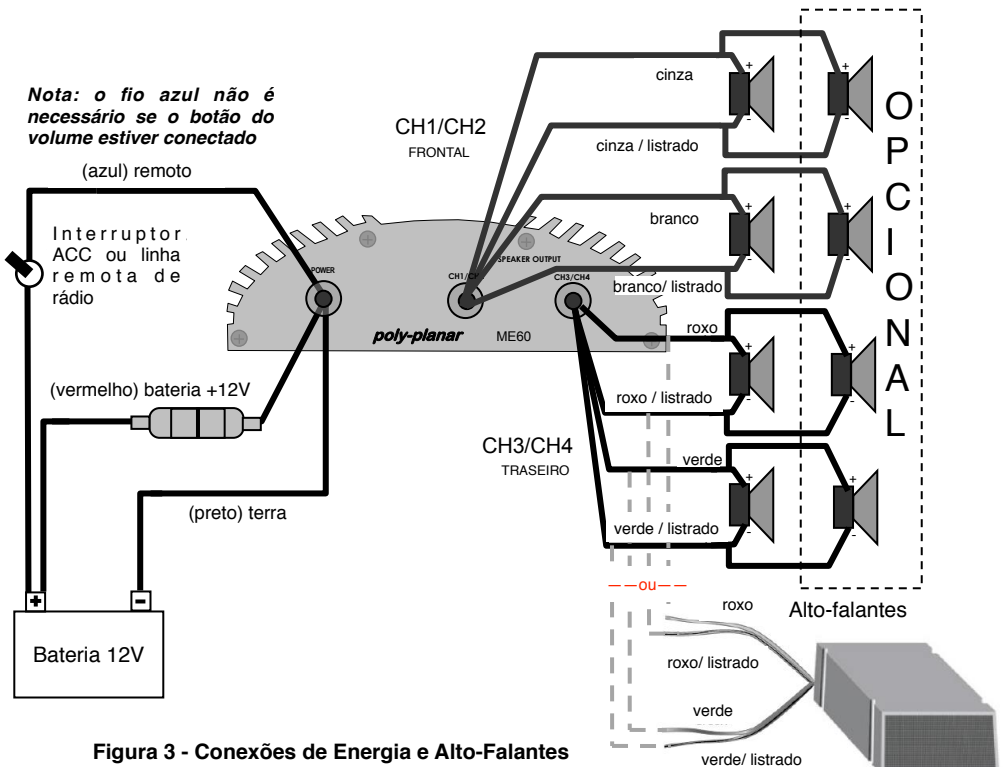 Nota: o fio azul não é
necessário se o botão do
volume estiver conectado
(azul) remoto
Interruptor
ACC ou linha
remota de
rádio
(vermelho) bateria +12V
(preto) terra
+
-
Bateria 12V
CH1/CH2
FRONTAL
POWER
SPEAKER OUTPUT
CH1/CH
CH3/CH4
poly-planar
ME60
CH3/CH4
TRASEIRO
cinza
cinza / listrado
branco
branco/ listrado
roxo
roxo / listrado
verde
verde / listrado
+
-
+
-
+
-
+
-
+
-
+
-
+
-
+
-
OPCIONAL
Alto-falantes
ou
roxo
roxo/ listrado
verde
verde/ listrado
Figura 3 - Conexões de Energia e Alto-Falantes